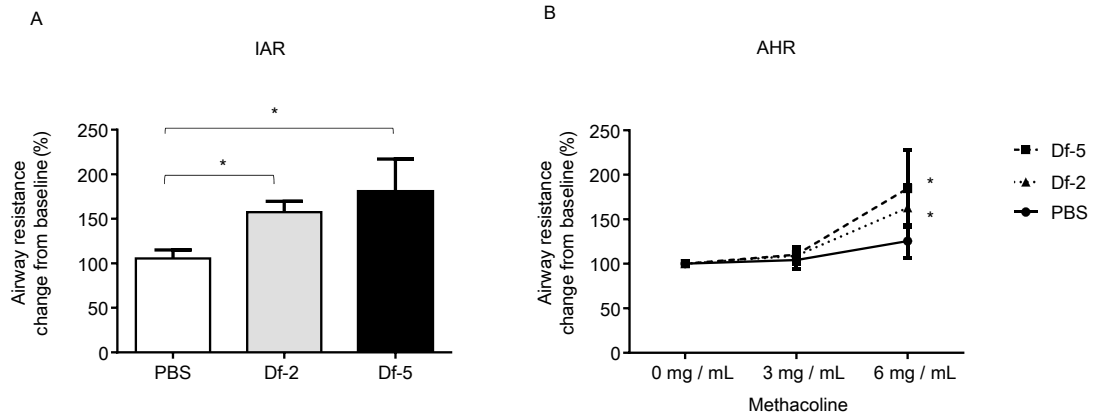 A
IAR
*
*
Airway resistance
change from baseline (%)
250
200
150
100
50
0
PBS
Df-2
Df-5
B
AHR
Airway resistance
change from baseline (%)
250
200
150
100
50
0
*
*
0 mg / mL
3 mg / mL
6 mg / mL
Methacoline
Df-5
Df-2
PBS